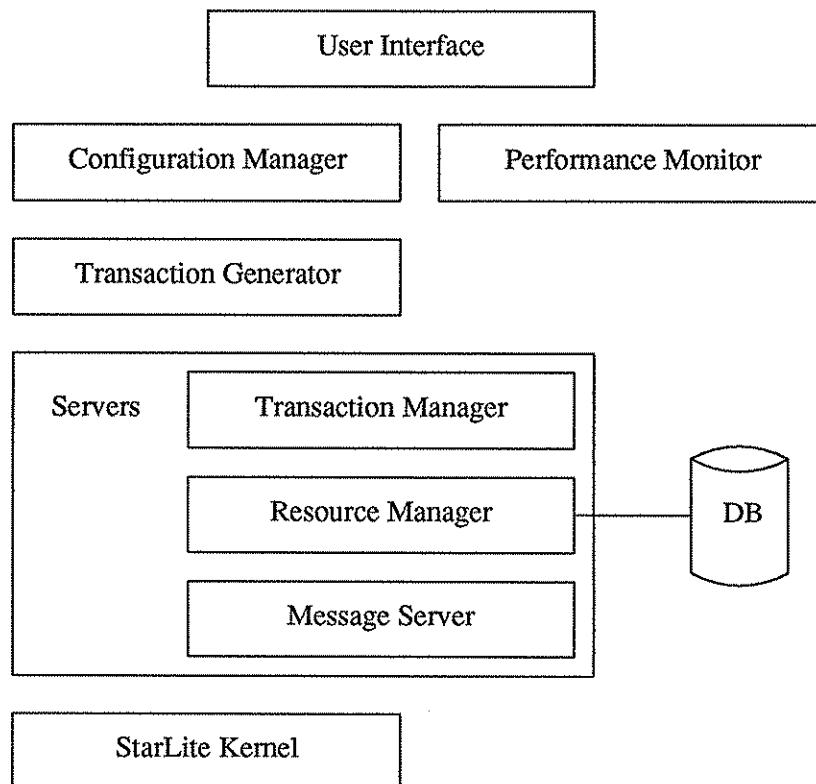 User Interface
Configuration Manager
Performance Monitor
Transaction Generator
Servers
Transaction Manager
Resource Manager
DB
Message Server
StarLite Kernel